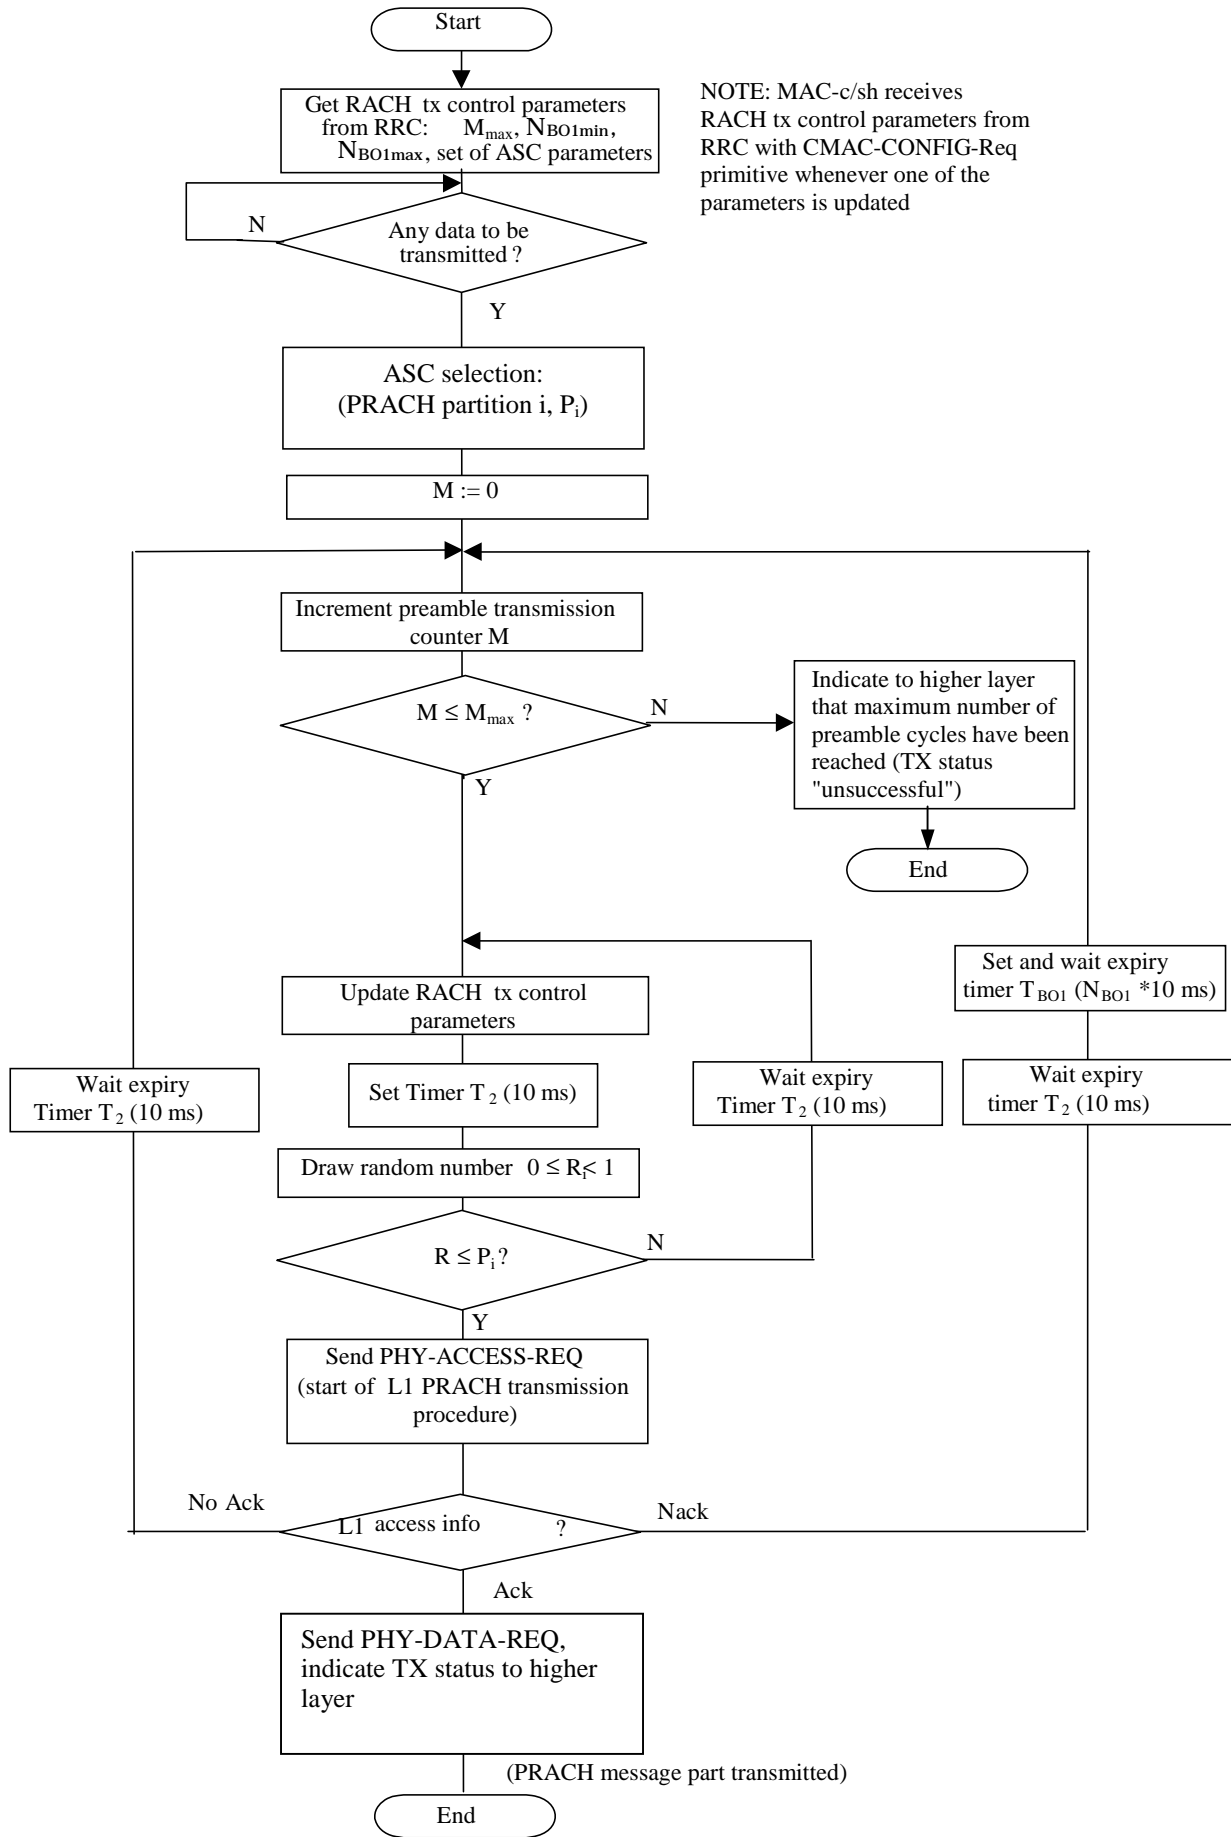 Start
Get RACH tx control parameters
from RRC: Mmax, NBO1min,
NBO1max, set of ASC parameters
NOTE: MAC-c/sh receives
RACH tx control parameters from
RRC with CMAC-CONFIG-Req
primitive whenever one of the
parameters is updated
N
Any data to be
transmitted ?
Y
ASC selection:
(PRACH partition i, Pi)
M := 0
Increment preamble transmission
counter M
M ≤ Mmax ?
N
Y
Indicate to higher layer
that maximum number of
preamble cycles have been
reached (TX status
"unsuccessful")
End
Update RACH tx control
parameters
Set and wait expiry
timer TBO1 (NBO1 *10 ms)
Wait expiry
Timer T2 (10 ms)
Set Timer T2 (10 ms)
Wait expiry
Timer T2 (10 ms)
Wait expiry
timer T2 (10 ms)
Draw random number 0 ≤ Ri< 1
R ≤ Pi?
N
Y
Send PHY-ACCESS-REQ
(start of L1 PRACH transmission
procedure)
No Ack
L1 access info ?
Nack
Ack
Send PHY-DATA-REQ,
indicate TX status to higher
layer
(PRACH message part transmitted)
End